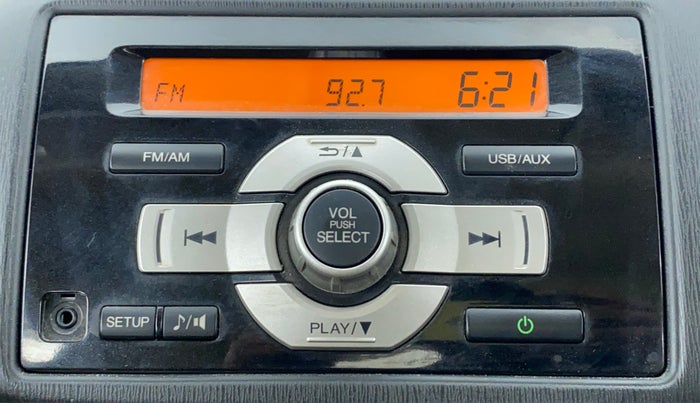 FM 92.7 6:21
FM/AM
USB/AUX
VOL
PUSH
SELECT
SETUP
PLAY/▼